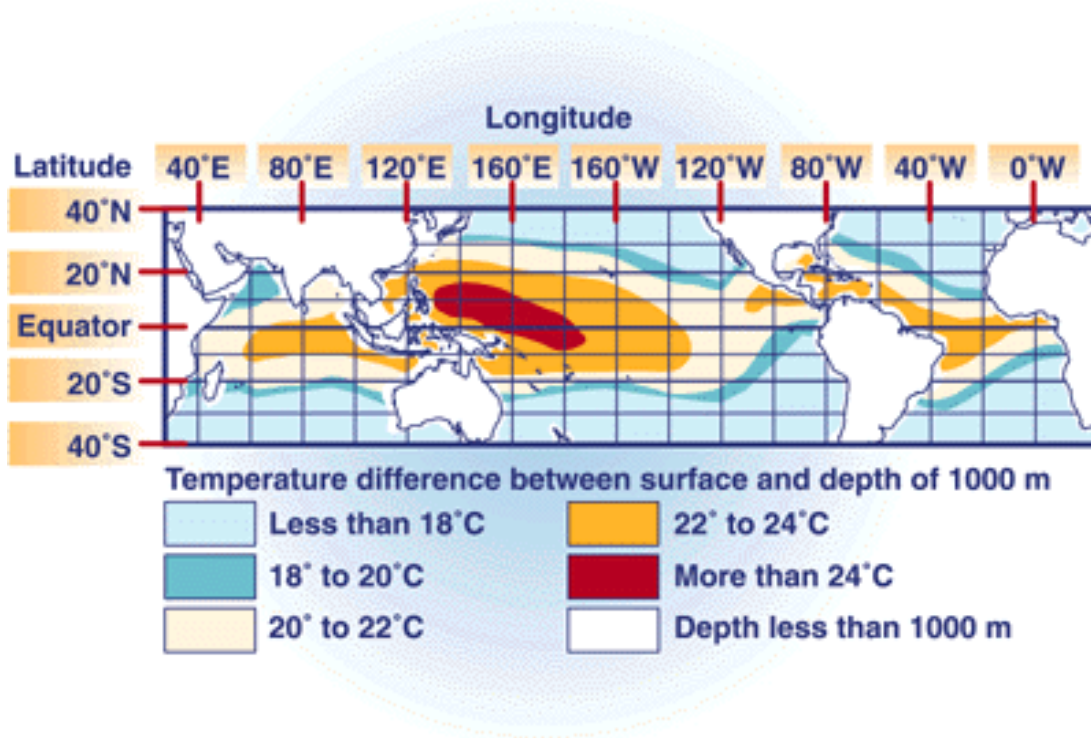 Longitude
Latitude 40°E 80°E 120°E 160°E 160°W 120°W 80°W 40°W 0°W
40°N
20°N
Equator
20°S
40°S
Temperature difference between surface and depth of 1000 m
Less than 18°C 22° to 24°C
18° to 20°C More than 24°C
20° to 22°C Depth less than 1000 m